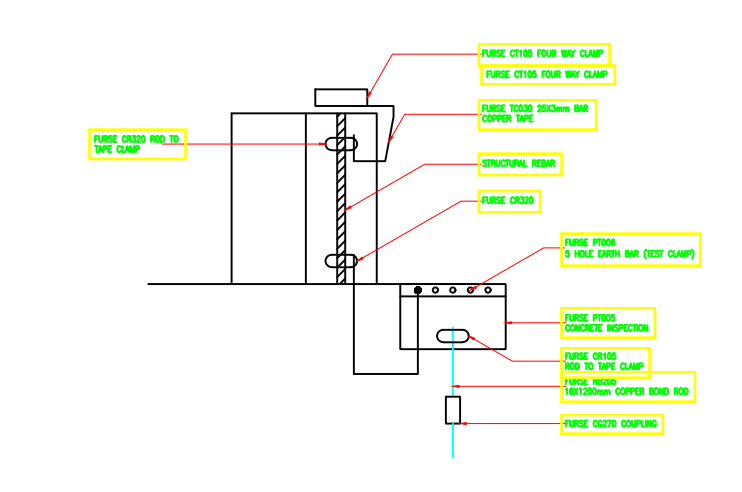 FURSE CT105 FOUR WAY CLAMP
FURSE CT105 FOUR WAY CLAMP
FURSE TC030 25X3mm BAR
COPPER TAPE
FURSE CR320 ROD TO
TAPE CLAMP
STRUCTURAL REBAR
FURSE CR320
FURSE PT006
5 HOLE EARTH BAR (TEST CLAMP)
FURSE PT005
CONCRETE INSPECTION
FURSE CR105
ROD TO TAPE CLAMP
FURSE RB205
16X1200mm COPPER BOND ROD
FURSE CG270 COUPLING